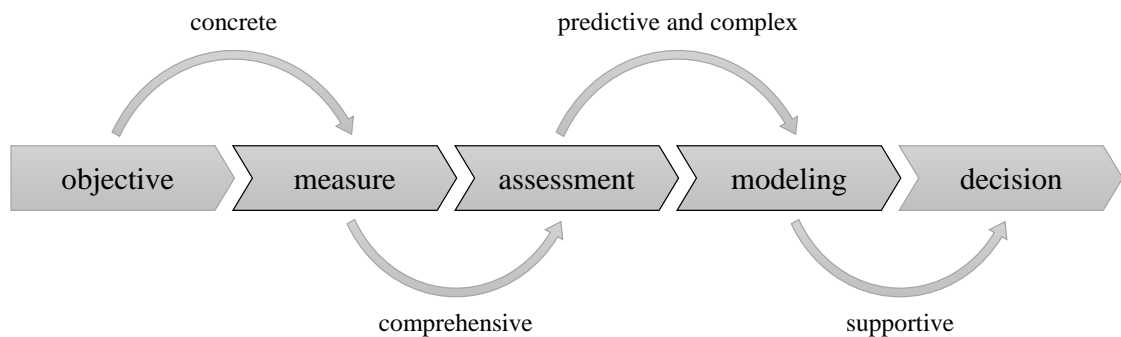 concrete
predictive and complex
objective
measure
assessment
modeling
decision
comprehensive
supportive